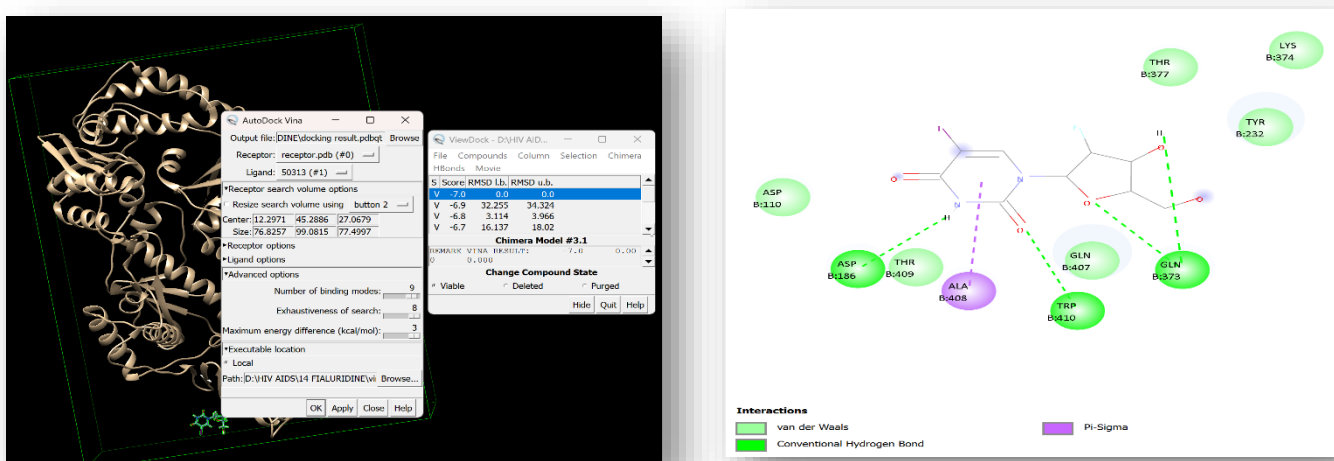 AutoDock Vina
Output file: DINE\docking result.pdbqt Browse
Receptor: receptor.pdb (#0)
Ligand: 50313 (#1)
Receptor search volume options
Resize search volume using button 2
Center: 12.2971 45.2886 27.0679
Size: 76.8257 99.0815 77.4997
Receptor options
Ligand options
Advanced options
Number of binding modes: 9
Exhaustiveness of search: 8
Maximum energy difference (kcal/mol): 3
Executable location
Local
Path: D:\HIV AIDS\14 FIALURIDINE\vi Browse...
OK Apply Close Help
ViewDock - D:\HIV AID...
File Compounds Column Selection Chimera
HBonds Movie
S Score RMSD l.b. RMSD u.b.
V -7.0 0.0 0.0
V -6.9 32.255 34.324
V -6.8 3.114 3.966
V -6.7 16.137 18.02
Chimera Model #3.1
REMARK VINA RESULT: 7.0 0.00
0 0.000
Change Compound State
Viable Deleted Purged
Hide Quit Help
LYS
B:374
THR
B:377
TYR
B:232
ASP
B:110
ASP
B:186
THR
B:409
ALA
B:408
GLN
B:407
TRP
B:410
GLN
B:373
I
F
H
O
O
N
N
H
O
O
O
Interactions
van der Waals
Conventional Hydrogen Bond
Pi-Sigma